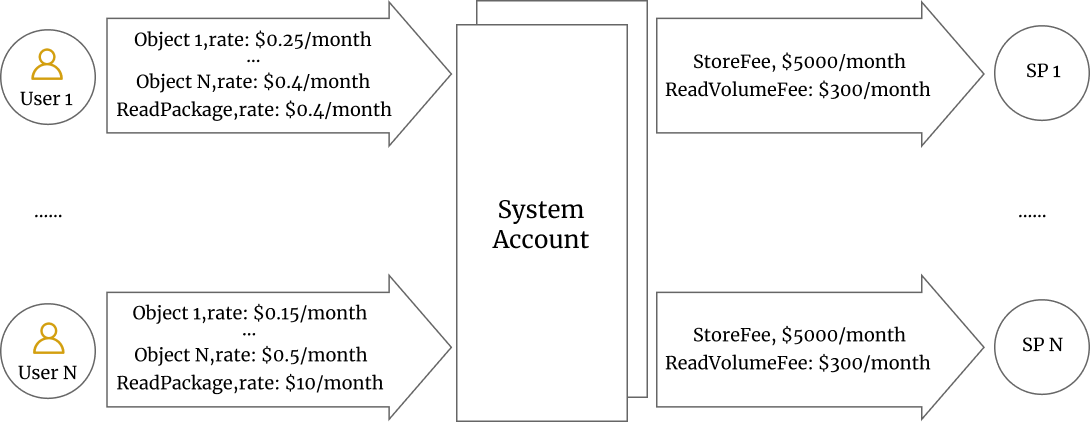 User 1
Object 1,rate: $0.25/month
...
Object N,rate: $0.4/month
ReadPackage,rate: $0.4/month
StoreFee, $5000/month
ReadVolumeFee: $300/month
SP 1
......
System
Account
......
User N
Object 1,rate: $0.15/month
...
Object N,rate: $0.5/month
ReadPackage,rate: $10/month
StoreFee, $5000/month
ReadVolumeFee: $300/month
SP N